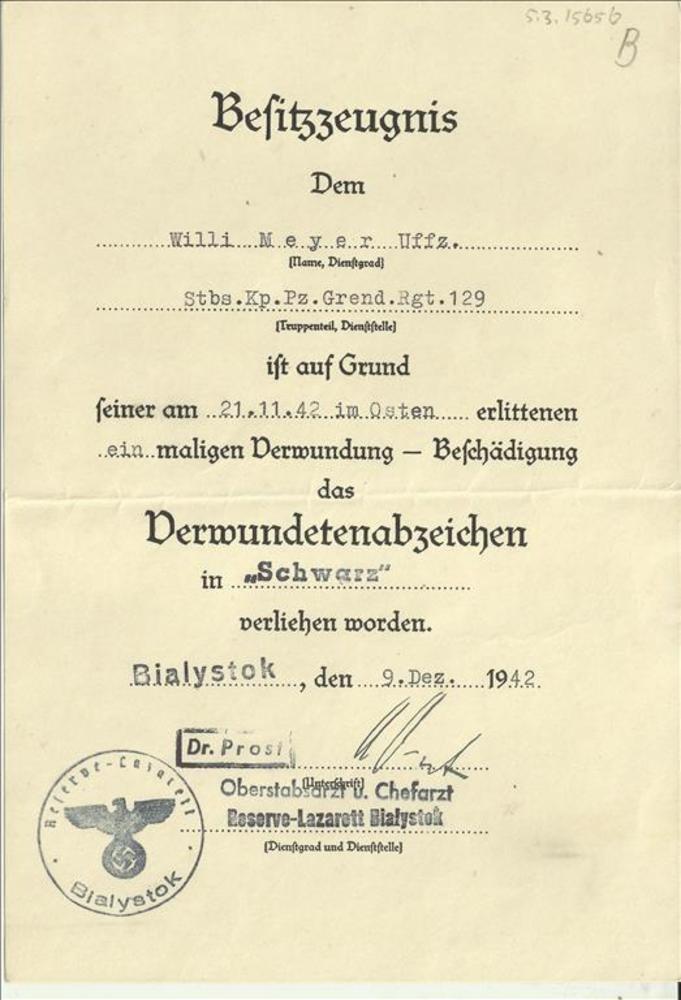 5.3.15656
B
Besitzzeugnis
Dem
Willi Meyer Uffz.
(Name, Dienstgrad)
Stbs.Kp.Pz.Grend.Rgt.129
(Truppenteil, Dienststelle)
ist auf Grund
seiner am 21.11.42 im Osten erlittenen
ein maligen Verwundung – Beschädigung
das
Verwundetenabzeichen
in „Schwarz“
verliehen worden.
Bialystok, den 9.Dez. 1942.
Dr. Prost
(Unterschrift)
Oberstabsarzt u. Chefarzt
Reserve-Lazarett Bialystok
(Dienstgrad und Dienststelle)
Reserve-Lazarett
Bialystok